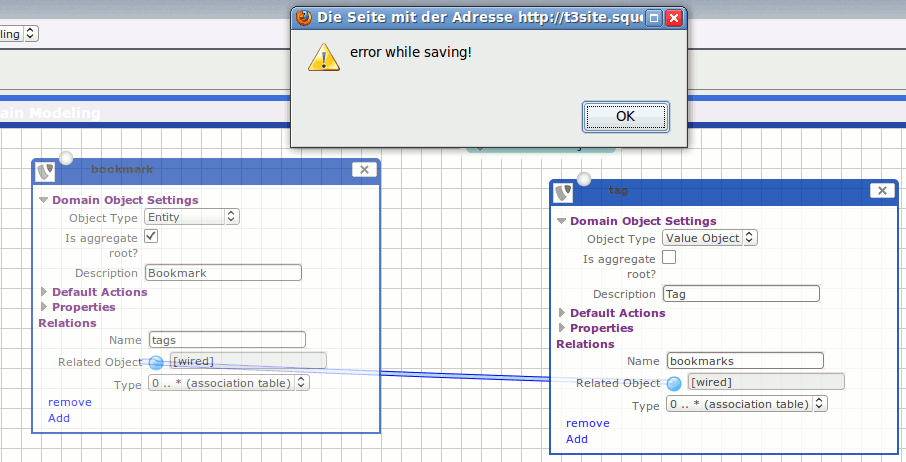 ling
Die Seite mit der Adresse http://t3site.sque
error while saving!
OK
ain Modeling
bookmark
Domain Object Settings
Object Type Entity
Is aggregate
root?
Description Bookmark
Default Actions
Properties
Relations
Name tags
Related Object [wired]
Type 0 .. * (association table)
remove
Add
tag
Domain Object Settings
Object Type Value Object
Is aggregate
root?
Description Tag
Default Actions
Properties
Relations
Name bookmarks
Related Object [wired]
Type 0 .. * (association table)
remove
Add